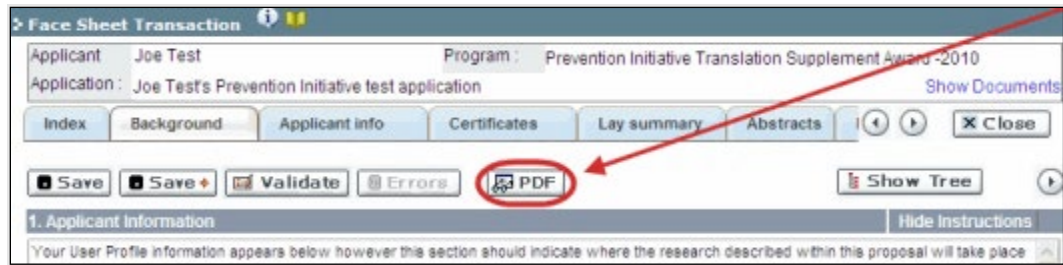 Face Sheet Transaction
Applicant Joe Test Program : Prevention Initiative Translation Supplement Award -2010
Application : Joe Test's Prevention Initiative test application Show Documents
Index Background Applicant info Certificates Lay summary Abstracts Close
Save Save Validate Errors PDF Show Tree
1. Applicant Information Hide Instructions
Your User Profile information appears below however this section should indicate where the research described within this proposal will take place